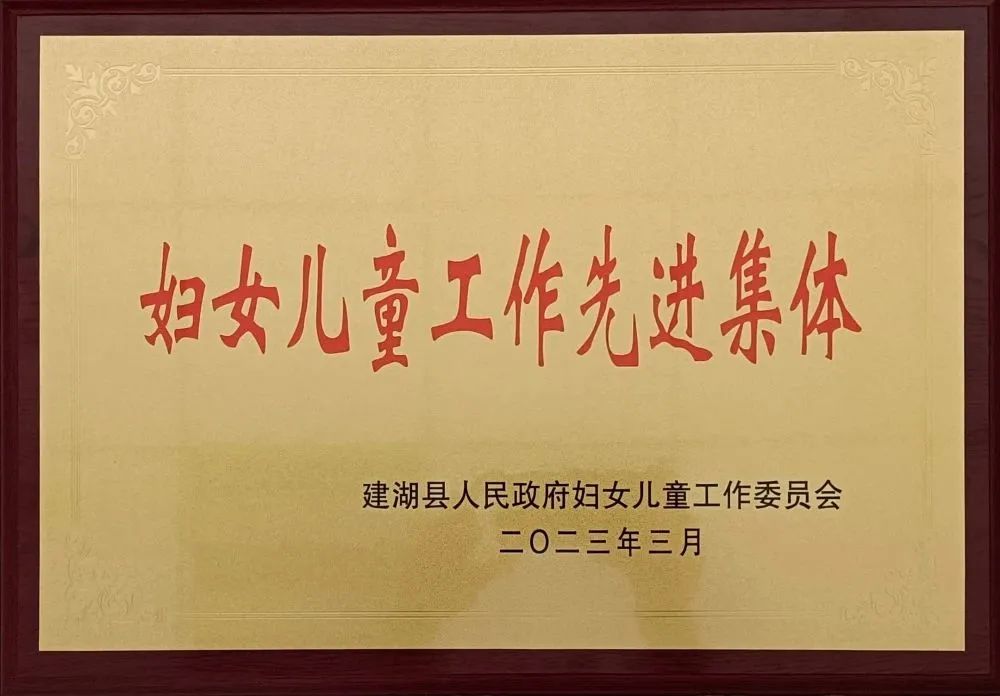 妇女儿童工作先进集体
建湖县人民政府妇女儿童工作委员会
二〇二三年三月